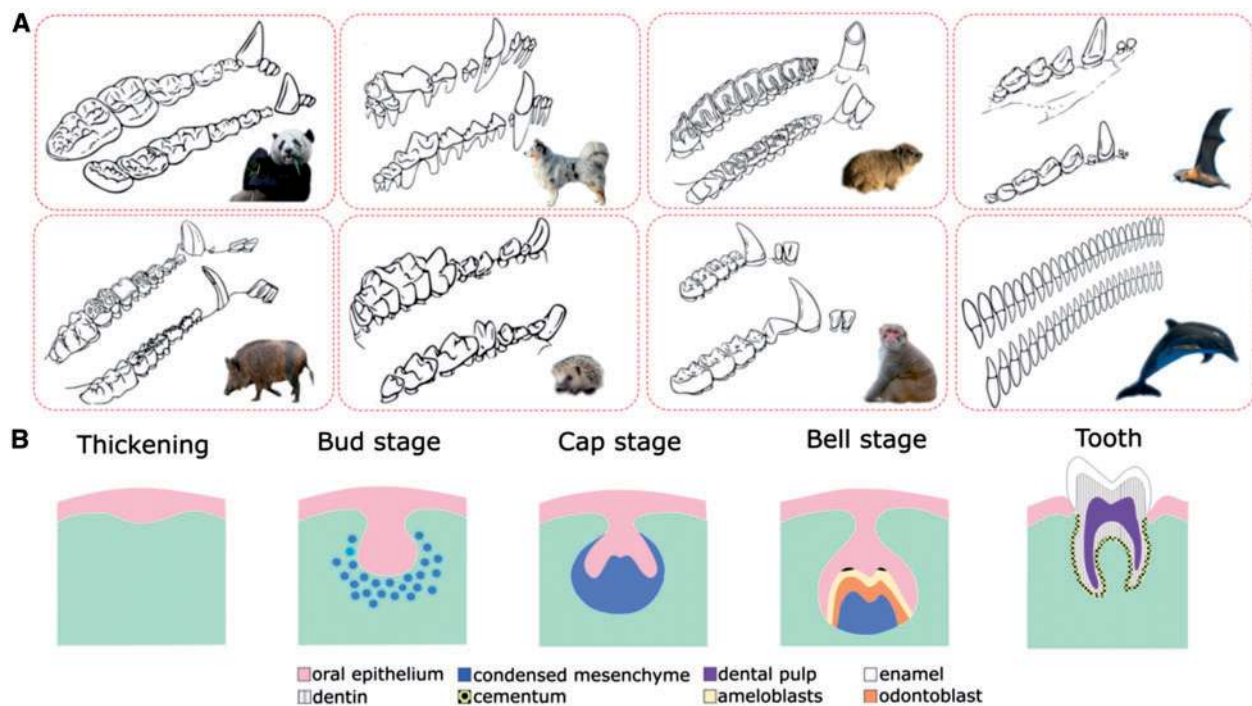 A
B
Thickening
Bud stage
Cap stage
Bell stage
Tooth
oral epithelium
condensed mesenchyme
dental pulp
enamel
dentin
cementum
ameloblasts
odontoblast